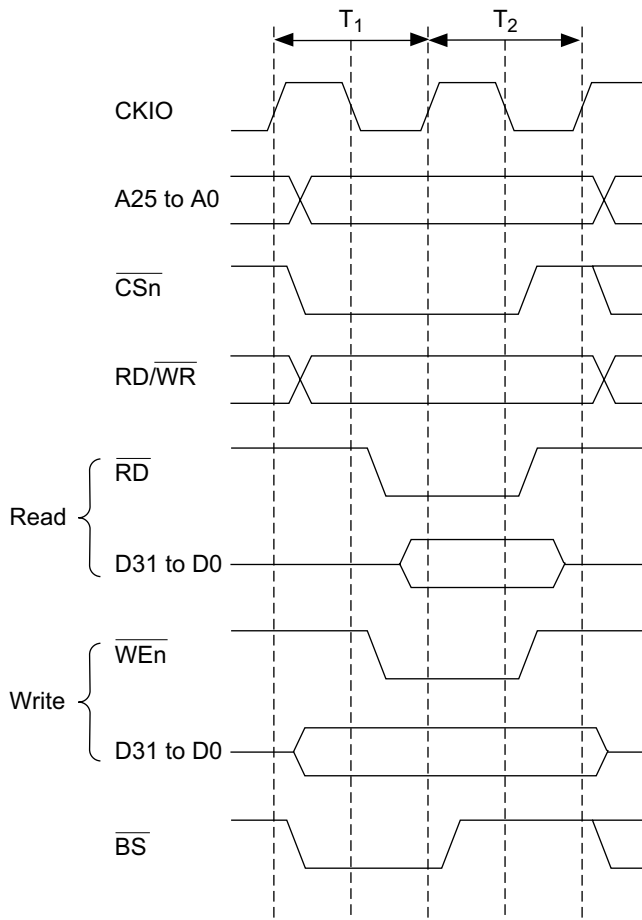 T1 T2
CKIO
A25 to A0
CSn
RD/WR
RD
Read
D31 to D0
WEn
Write
D31 to D0
BS